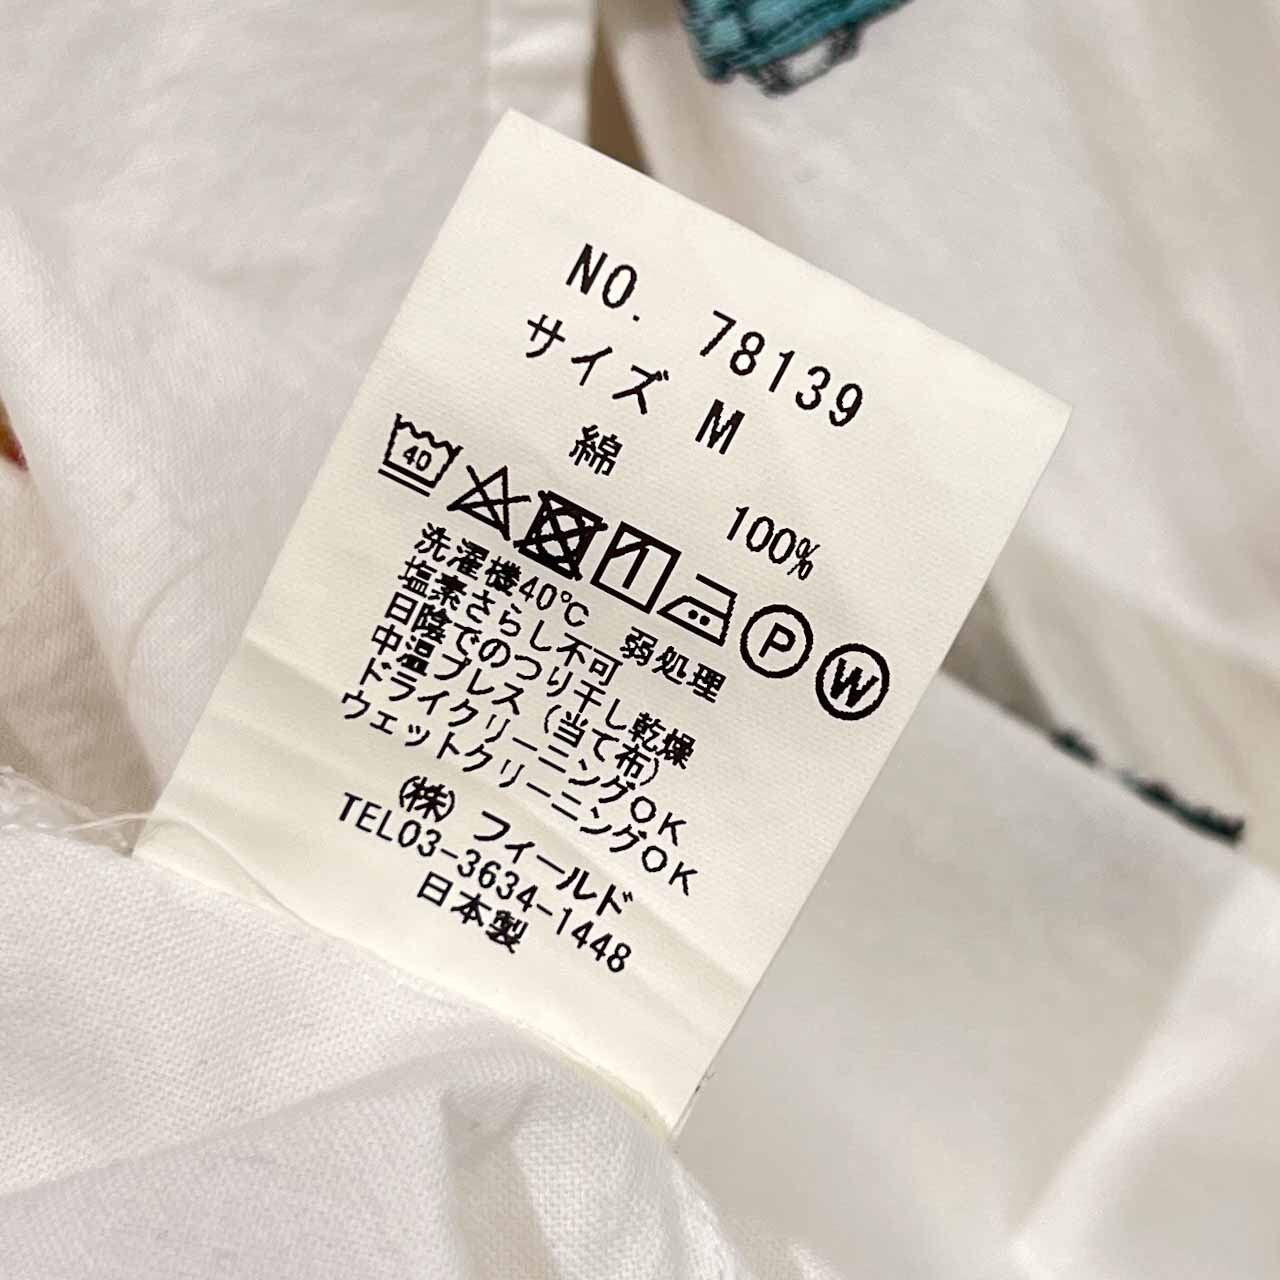 NO. 78139
サイズ M
綿 100%
40
P W
洗濯機40℃ 弱処理
塩素さらし不可
日陰でのつり干し乾燥
中温プレス（当て布）
ドライクリーニングOK
ウェットクリーニングOK
（株）フィールド
TEL03-3634-1448
日本製